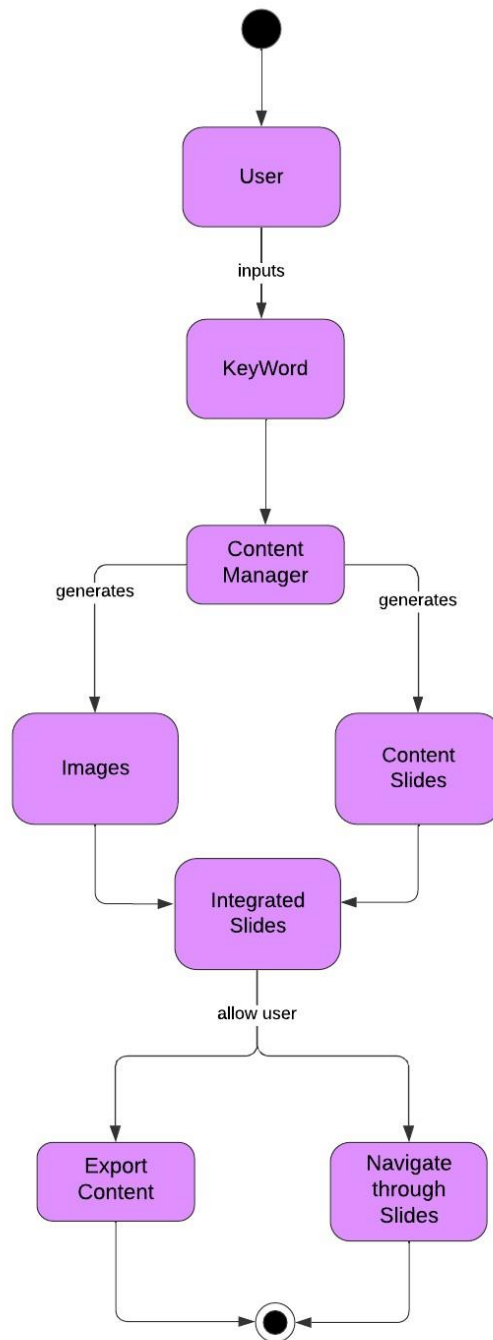 User
inputs
KeyWord
Content
Manager
generates
generates
Images
Content
Slides
Integrated
Slides
allow user
Export
Content
Navigate
through
Slides